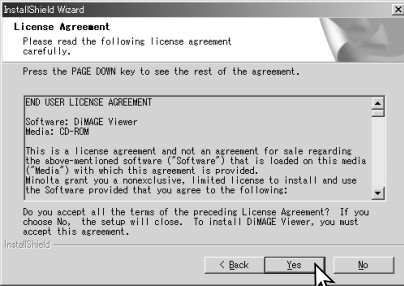 InstallShield Wizard
License Agreement
Please read the following license agreement
carefully.
Press the PAGE DOWN key to see the rest of the agreement.
END USER LICENSE AGREEMENT
Software: DiMAGE Viewer
Media: CD-ROM
This is a license agreement and not an agreement for sale regarding
the above-mentioned software ("Software") that is loaded on this media
("Media") with which this agreement is provided.
Minolta grant you a nonexclusive, limited license to install and use
the Software provided that you agree to the following:
Do you accept all the terms of the preceding License Agreement? If you
choose No, the setup will close. To install DiMAGE Viewer, you must
accept this agreement.
InstallShield
< Back Yes No